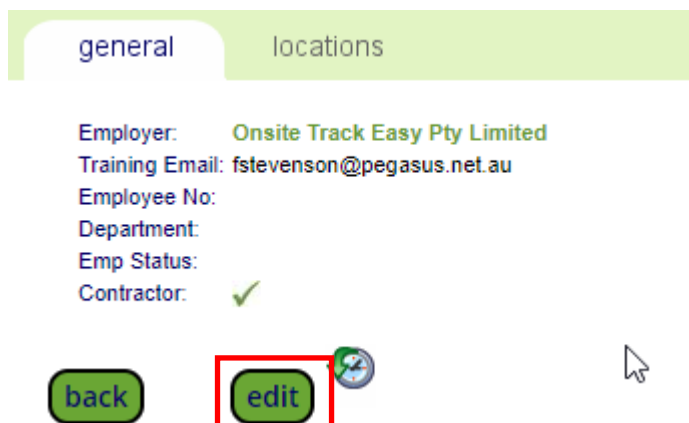 general locations
Employer: Onsite Track Easy Pty Limited
Training Email: fstevenson@pegasus.net.au
Employee No:
Department:
Emp Status:
Contractor:
back edit